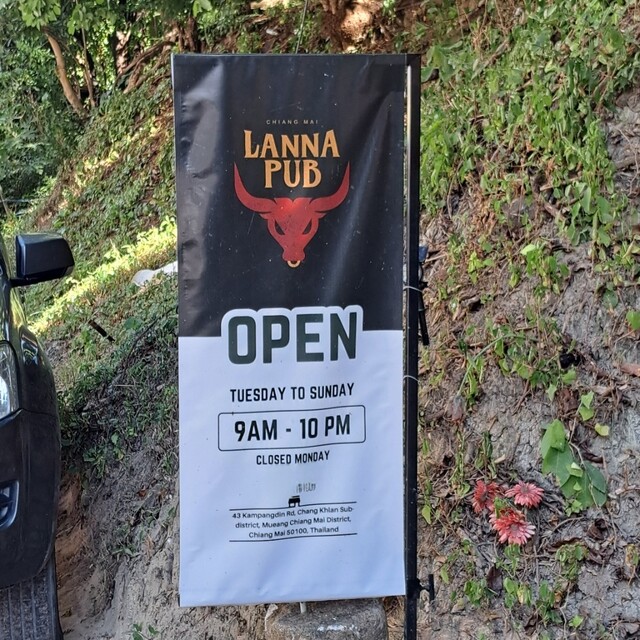 CHIANG MAI
LANNA
PUB
OPEN
TUESDAY TO SUNDAY
9AM - 10 PM
CLOSED MONDAY
43 Kampangdin Rd, Chang Khlan Sub-
district, Mueang Chiang Mai District,
Chiang Mai 50100, Thailand